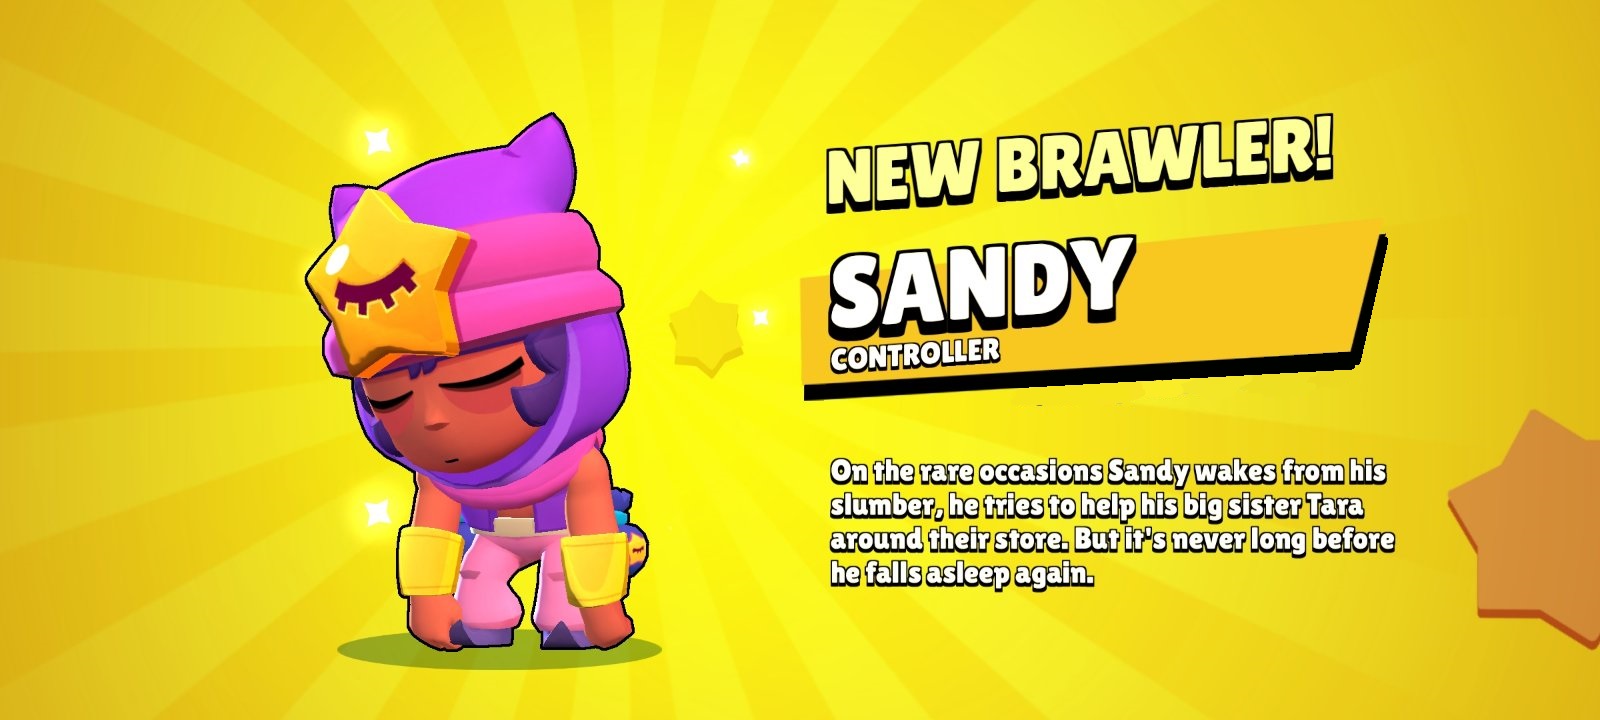 NEW BRAWLER!
SANDY
CONTROLLER
On the rare occasions Sandy wakes from his
slumber, he tries to help his big sister Tara
around their store. But it's never long before
he falls asleep again.